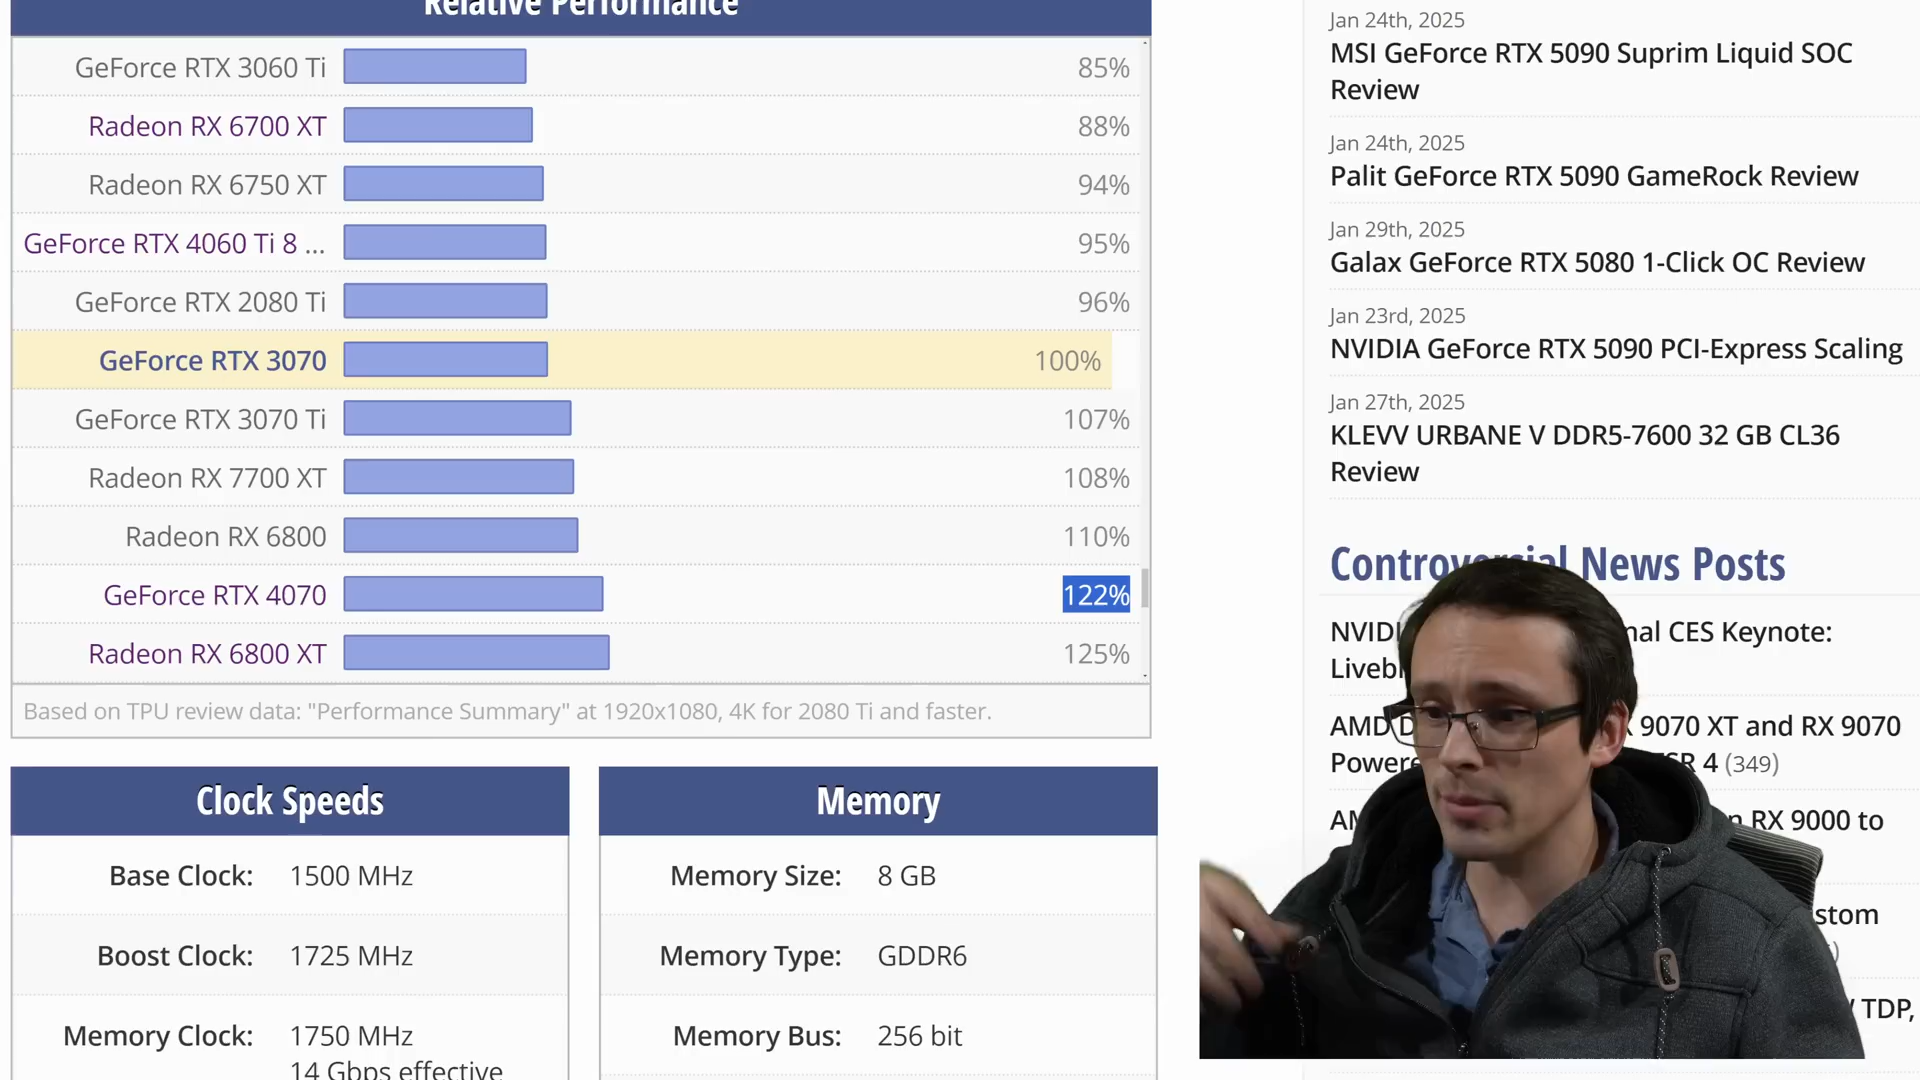 Relative Performance
GeForce RTX 3060 Ti 85%
Radeon RX 6700 XT 88%
Radeon RX 6750 XT 94%
GeForce RTX 4060 Ti 8 ... 95%
GeForce RTX 2080 Ti 96%
GeForce RTX 3070 100%
GeForce RTX 3070 Ti 107%
Radeon RX 7700 XT 108%
Radeon RX 6800 110%
GeForce RTX 4070 122%
Radeon RX 6800 XT 125%
Based on TPU review data: "Performance Summary" at 1920x1080, 4K for 2080 Ti and faster.
Clock Speeds
Base Clock: 1500 MHz
Boost Clock: 1725 MHz
Memory Clock: 1750 MHz
14 Gbps effective
Memory
Memory Size: 8 GB
Memory Type: GDDR6
Memory Bus: 256 bit
Jan 24th, 2025
MSI GeForce RTX 5090 Suprim Liquid SOC
Review
Jan 24th, 2025
Palit GeForce RTX 5090 GameRock Review
Jan 29th, 2025
Galax GeForce RTX 5080 1-Click OC Review
Jan 23rd, 2025
NVIDIA GeForce RTX 5090 PCI-Express Scaling
Jan 27th, 2025
KLEVV URBANE V DDR5-7600 32 GB CL36
Review
Controversial News Posts
CES Keynote:
AMD 9070 XT and RX 9070
4 (349)
RX 9000 to
TDP,